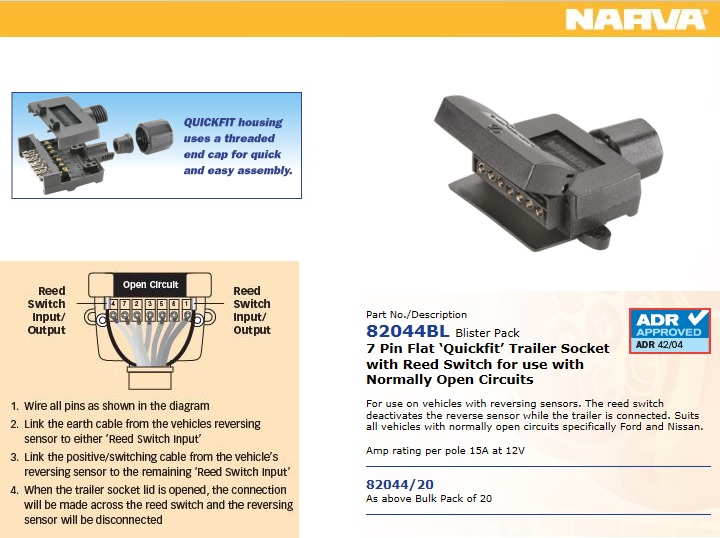 NARVA®
QUICKFIT housing
uses a threaded
end cap for quick
and easy assembly.
Open Circuit
Reed
Switch
Input/
Output
4 7 2 3 5 6 1
Reed
Switch
Input/
Output
1. Wire all pins as shown in the diagram
2. Link the earth cable from the vehicles reversing
sensor to either ‘Reed Switch Input’
3. Link the positive/switching cable from the vehicle’s
reversing sensor to the remaining ‘Reed Switch Input’
4. When the trailer socket lid is opened, the connection
will be made across the reed switch and the reversing
sensor will be disconnected
Part No./Description
82044BL Blister Pack
7 Pin Flat ‘Quickfit’ Trailer Socket
with Reed Switch for use with
Normally Open Circuits
ADR
APPROVED
ADR 42/04
For use on vehicles with reversing sensors. The reed switch
deactivates the reverse sensor while the trailer is connected. Suits
all vehicles with normally open circuits specifically Ford and Nissan.
Amp rating per pole 15A at 12V
82044/20
As above Bulk Pack of 20